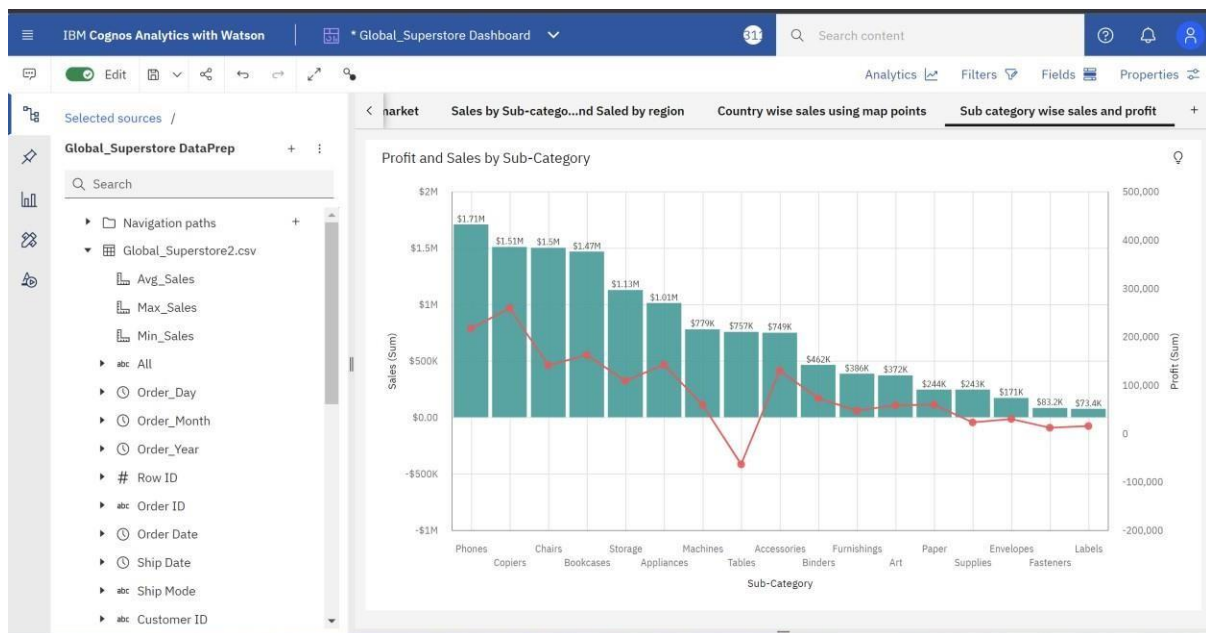 IBM Cognos Analytics with Watson
* Global_Superstore Dashboard
Search content
Edit
Analytics
Filters
Fields
Properties
Selected sources /
Global_Superstore DataPrep
Search
Navigation paths
Global_Superstore2.csv
Avg_Sales
Max_Sales
Min_Sales
abc All
Order_Day
Order_Month
Order_Year
# Row ID
abc Order ID
Order Date
Ship Date
abc Ship Mode
abc Customer ID
market
Sales by Sub-catego...nd Saled by region
Country wise sales using map points
Sub category wise sales and profit
Profit and Sales by Sub-Category
Sales (Sum)
$2M
$1.5M
$1M
$500K
$0.00
-$500K
-$1M
$1.71M
$1.51M
$1.5M
$1.47M
$1.13M
$1.01M
$779K
$757K
$749K
$462K
$386K
$372K
$244K
$243K
$171K
$83.2K
$73.4K
500,000
400,000
300,000
200,000
100,000
0
-100,000
-200,000
Profit (Sum)
Phones
Copiers
Chairs
Bookcases
Storage
Appliances
Machines
Tables
Accessories
Binders
Furnishings
Art
Paper
Supplies
Envelopes
Fasteners
Labels
Sub-Category